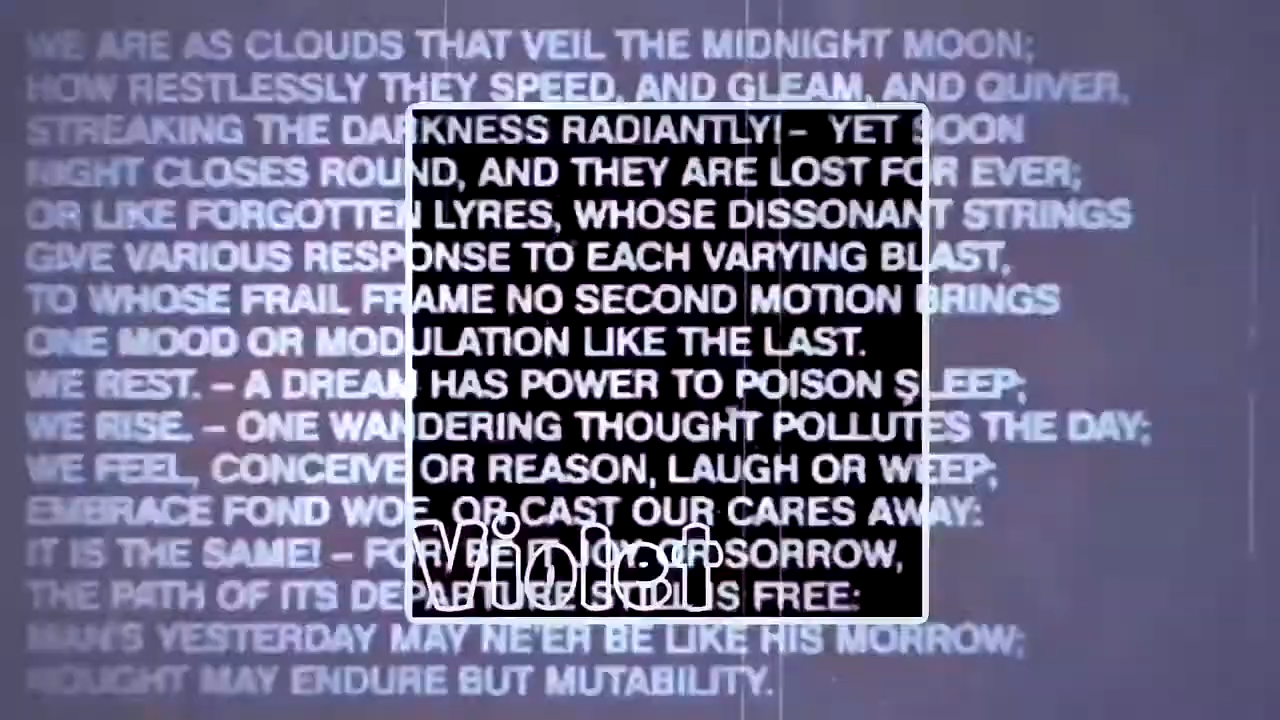 WE ARE AS CLOUDS THAT VEIL THE MIDNIGHT MOON;
HOW RESTLESSLY THEY SPEED, AND GLEAM, AND QUIVER,
STREAKING THE DARKNESS RADIANTLY! – YET SOON
NIGHT CLOSES ROUND, AND THEY ARE LOST FOR EVER;
OR LIKE FORGOTTEN LYRES, WHOSE DISSONANT STRINGS
GIVE VARIOUS RESPONSE TO EACH VARYING BLAST,
TO WHOSE FRAIL FRAME NO SECOND MOTION BRINGS
ONE MOOD OR MODULATION LIKE THE LAST.
WE REST. – A DREAM HAS POWER TO POISON SLEEP;
WE RISE. – ONE WANDERING THOUGHT POLLUTES THE DAY;
WE FEEL, CONCEIVE OR REASON, LAUGH OR WEEP;
EMBRACE FOND WOE, OR CAST OUR CARES AWAY:
IT IS THE SAME! – FOR BE IT JOY OR SORROW,
Violet
THE PATH OF ITS DEPARTURE STILL IS FREE:
MAN'S YESTERDAY MAY NE'ER BE LIKE HIS MORROW;
NOUGHT MAY ENDURE BUT MUTABILITY.